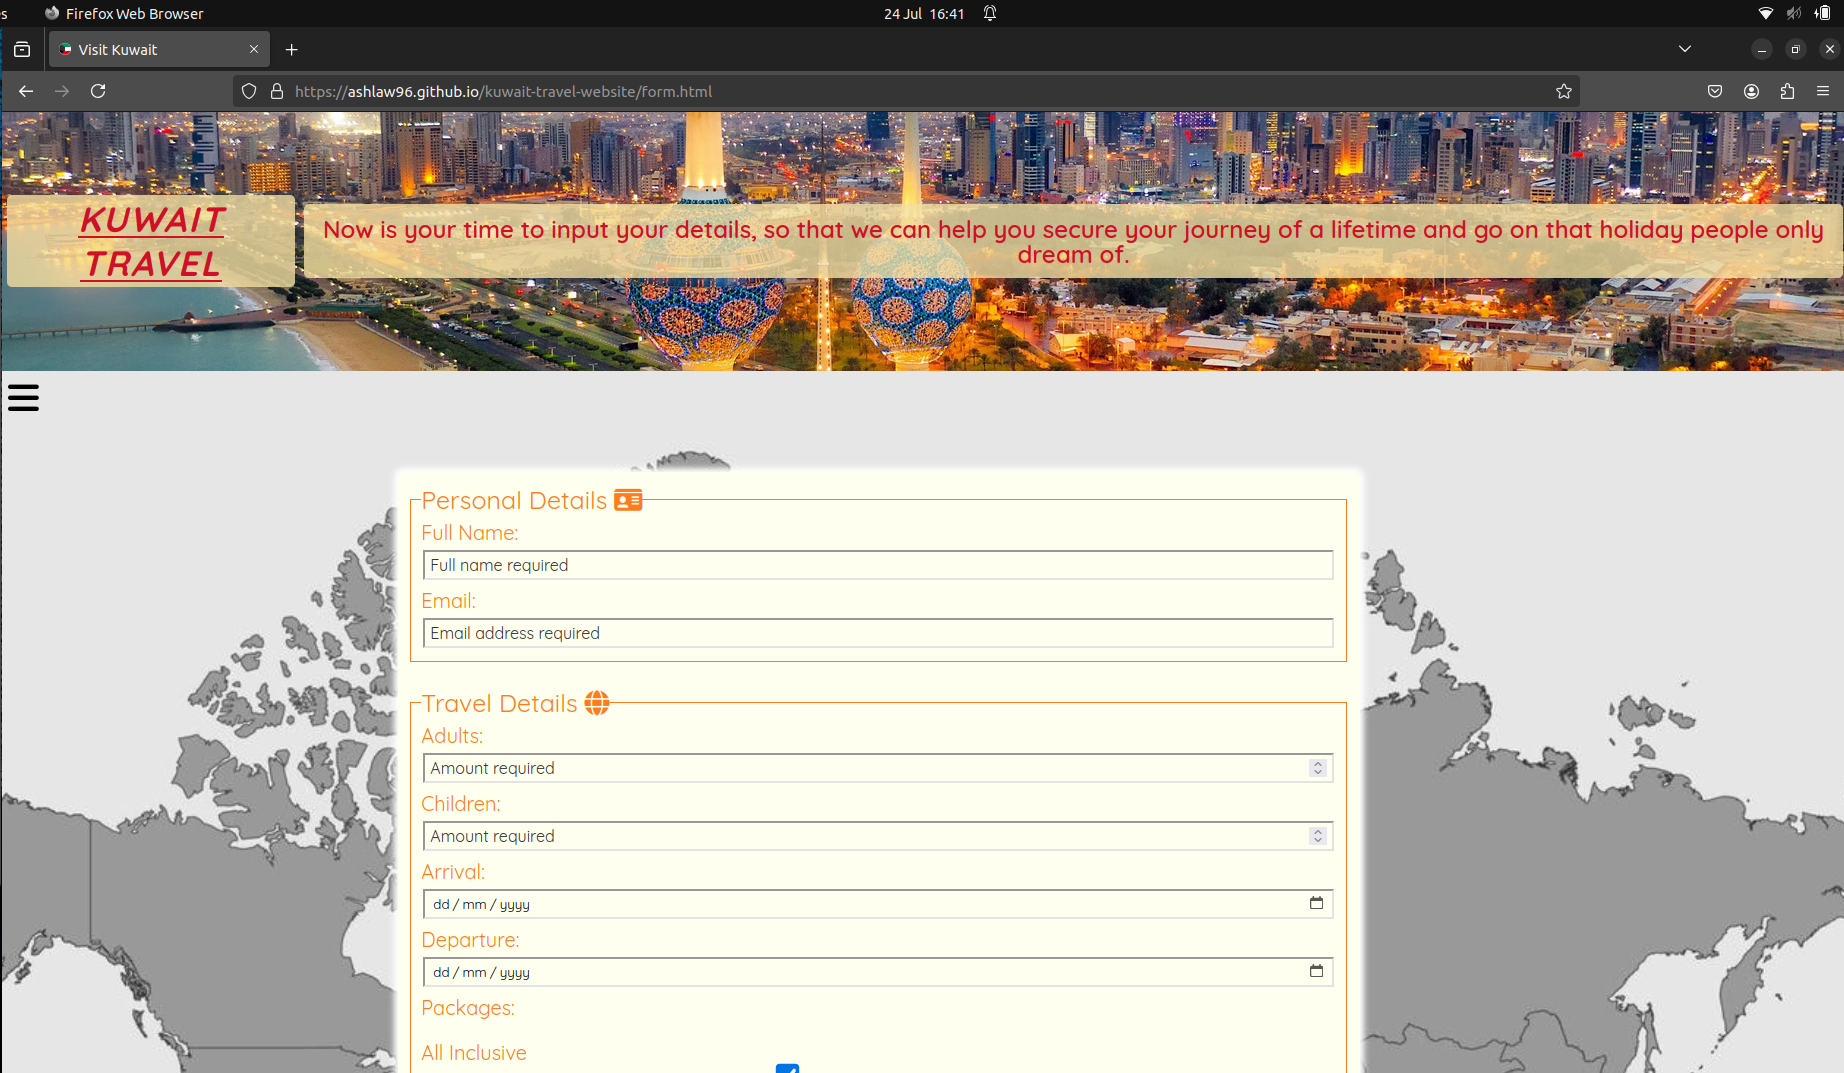 s
Firefox Web Browser
24 Jul 16:41
Visit Kuwait
https://ashlaw96.github.io/kuwait-travel-website/form.html
KUWAIT
TRAVEL
Now is your time to input your details, so that we can help you secure your journey of a lifetime and go on that holiday people only
dream of.
Personal Details
Full Name:
Full name required
Email:
Email address required
Travel Details
Adults:
Amount required
Children:
Amount required
Arrival:
dd / mm / yyyy
Departure:
dd / mm / yyyy
Packages:
All Inclusive